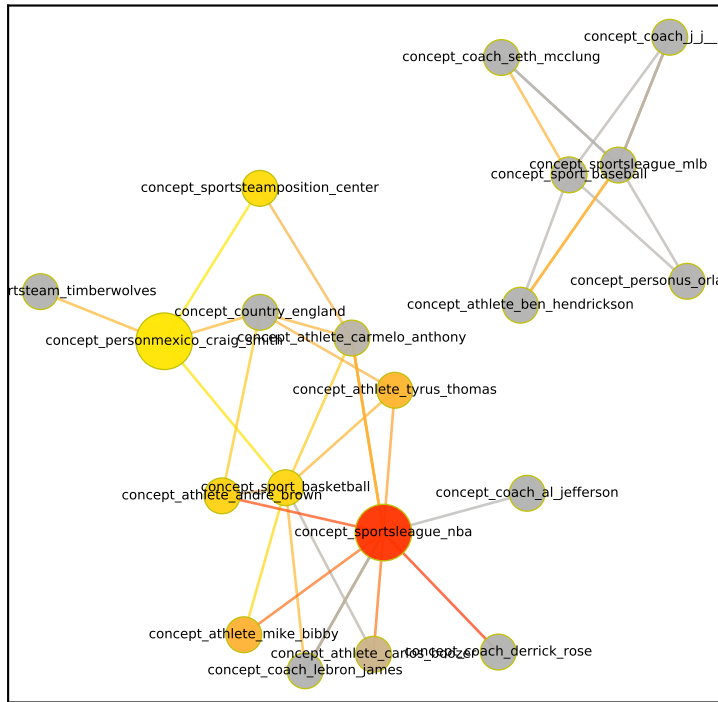 concept_coach_j_j__
concept_coach_seth_mcclung
concept_sportsleague_mlb
concept_sport_baseball
concept_sportsteamposition_center
concept_personus_orla
rtsteam_timberwolves
concept_athlete_ben_hendrickson
concept_country_england
concept_athlete_carmelo_anthony
concept_personmexico_craig_smith
concept_athlete_tyrus_thomas
concept_sport_basketball
concept_athlete_andre_brown
concept_coach_al_jefferson
concept_sportsleague_nba
concept_athlete_mike_bibby
concept_athlete_carlos_boozer
concept_coach_derrick_rose
concept_coach_lebron_james